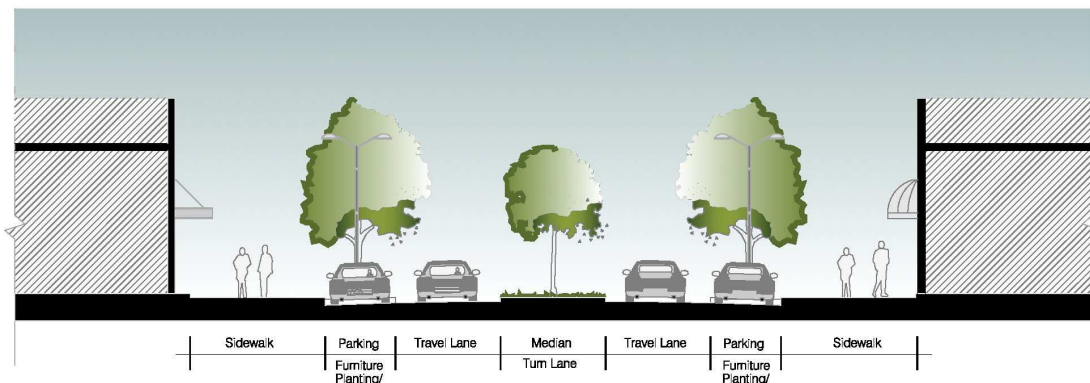 Sidewalk Parking Travel Lane Median Travel Lane Parking Sidewalk
Furniture Turn Lane Furniture
Planting/ Planting/